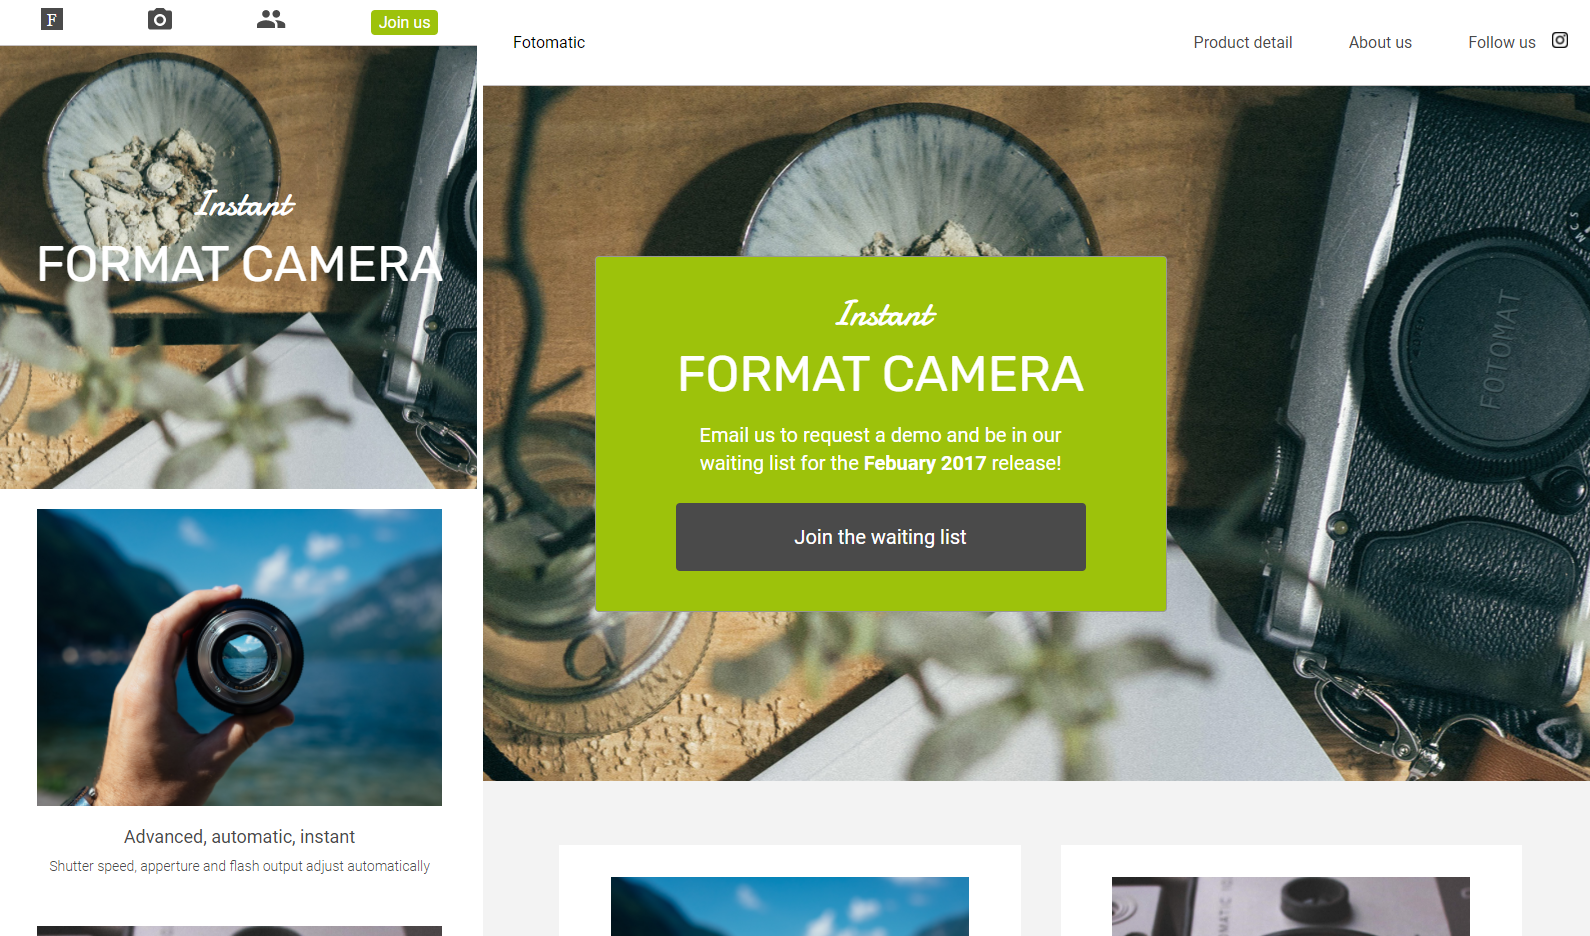 F
Join us
Instant
FORMAT CAMERA
Advanced, automatic, instant
Shutter speed, apperture and flash output adjust automatically
Fotomatic
Product detail
About us
Follow us
MCS
FOTOMAT
Instant
FORMAT CAMERA
Email us to request a demo and be in our
waiting list for the Febuary 2017 release!
Join the waiting list